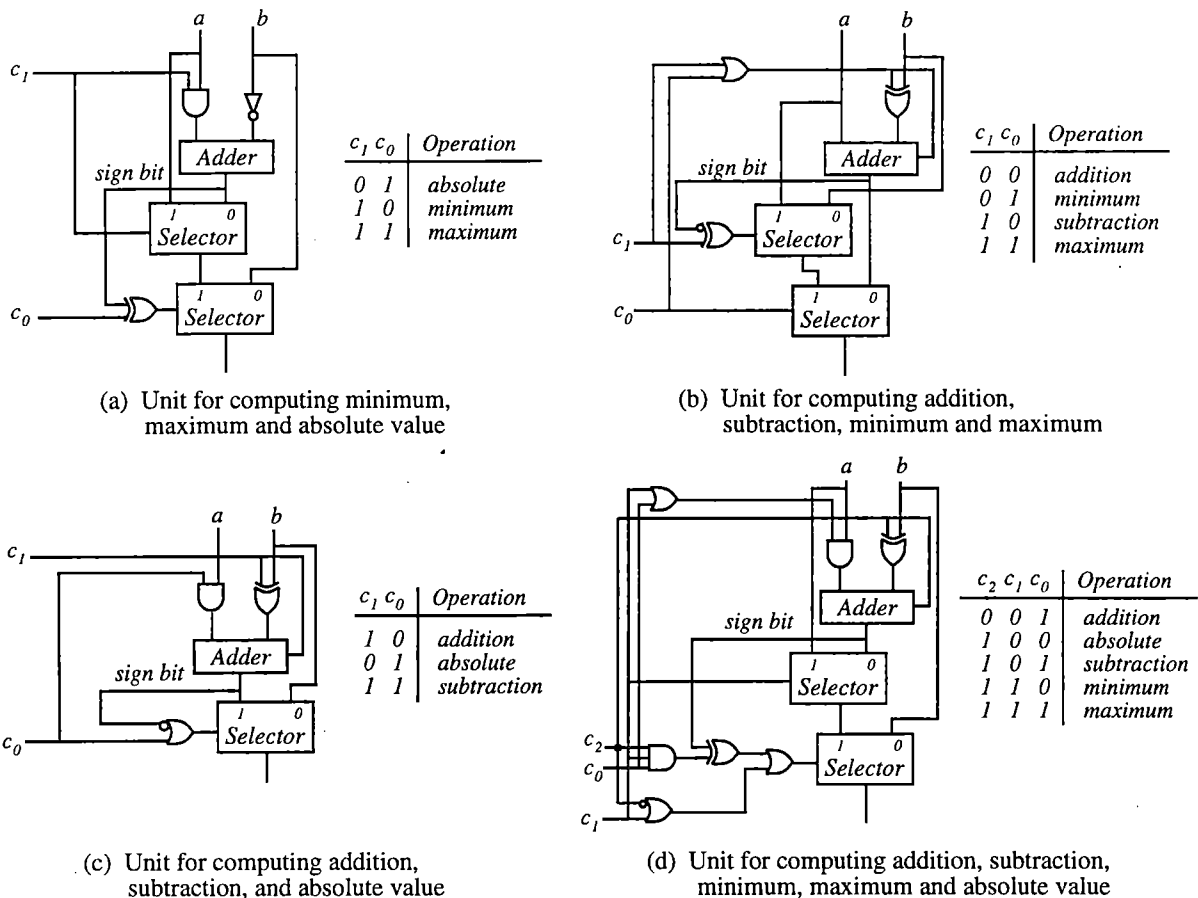 a
b
c1
Adder
sign bit
1 0
Selector
1 0
c0
Selector
c1 c0 Operation
0 1 absolute
1 0 minimum
1 1 maximum
(a) Unit for computing minimum,
maximum and absolute value
a
b
Adder
sign bit
1 0
c1
Selector
1 0
c0
Selector
c1 c0 Operation
0 0 addition
0 1 minimum
1 0 subtraction
1 1 maximum
(b) Unit for computing addition,
subtraction, minimum and maximum
a
b
c1
Adder
sign bit
1 0
c0
Selector
c1 c0 Operation
1 0 addition
0 1 absolute
1 1 subtraction
(c) Unit for computing addition,
subtraction, and absolute value
a
b
Adder
sign bit
1 0
Selector
c2
1 0
c0
Selector
c1
c2 c1 c0 Operation
0 0 1 addition
1 0 0 absolute
1 0 1 subtraction
1 1 0 minimum
1 1 1 maximum
(d) Unit for computing addition, subtraction,
minimum, maximum and absolute value